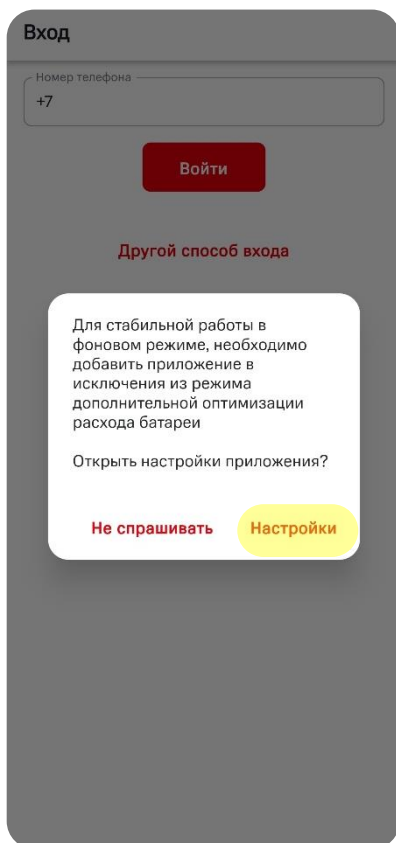 Вход
Номер телефона
+7
Войти
Другой способ входа
Для стабильной работы в
фоновом режиме, необходимо
добавить приложение в
исключения из режима
дополнительной оптимизации
расхода батареи
Открыть настройки приложения?
Не спрашивать Настройки